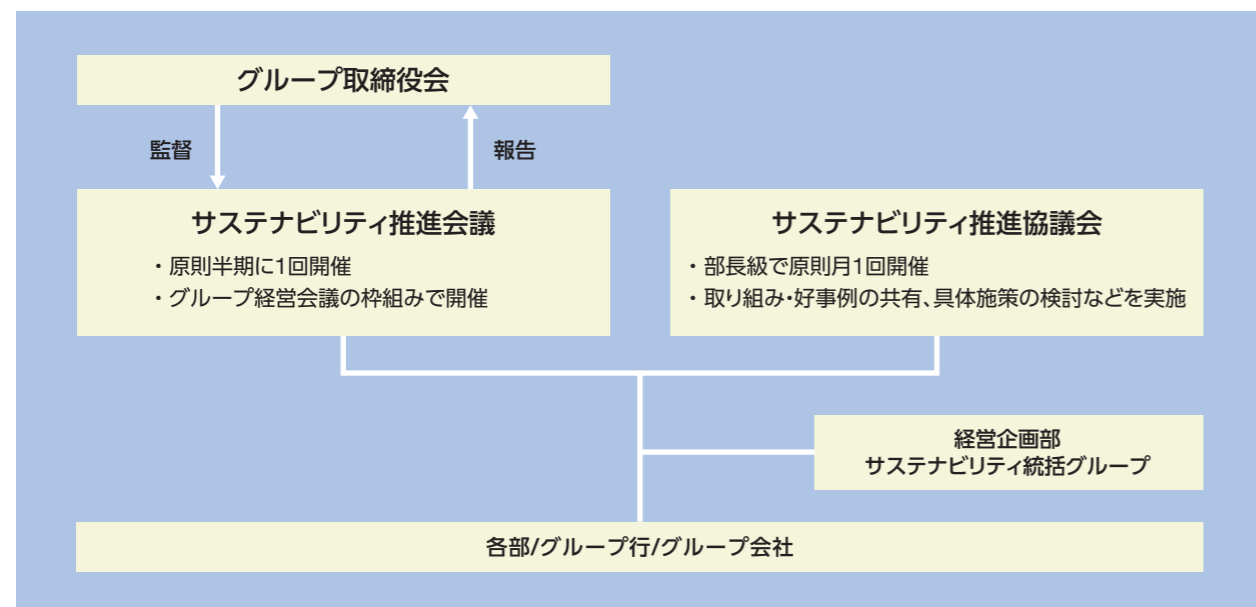 グループ取締役会
監督
報告
サステナビリティ推進会議
・原則半期に1回開催
・グループ経営会議の枠組みで開催
サステナビリティ推進協議会
・部長級で原則月1回開催
・取り組み・好事例の共有、具体施策の検討などを実施
経営企画部
サステナビリティ統括グループ
各部/グループ行/グループ会社